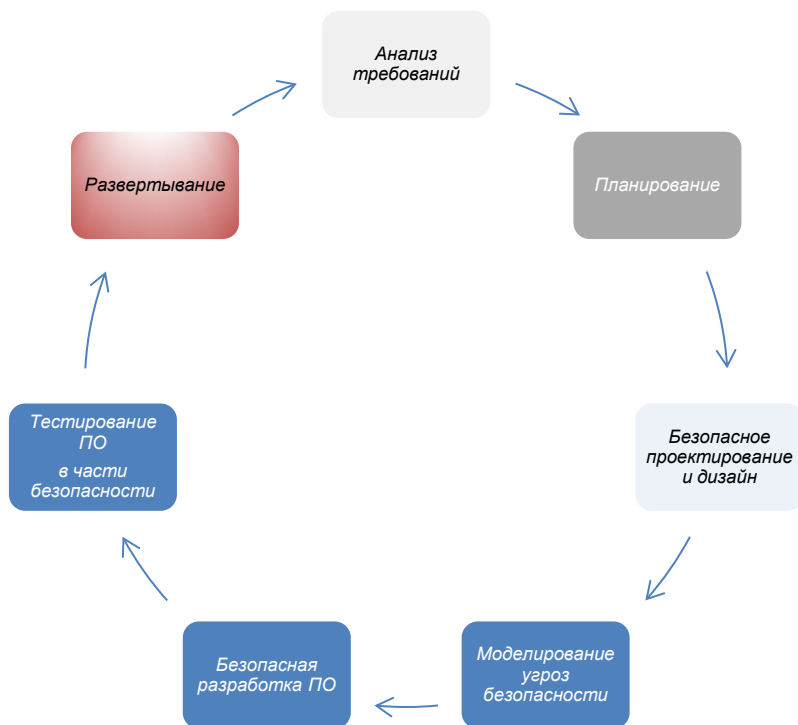 Анализ
требований
Планирование
Безопасное
проектирование
и дизайн
Моделирование
угроз
безопасности
Безопасная
разработка ПО
Тестирование
ПО
в части
безопасности
Развертывание